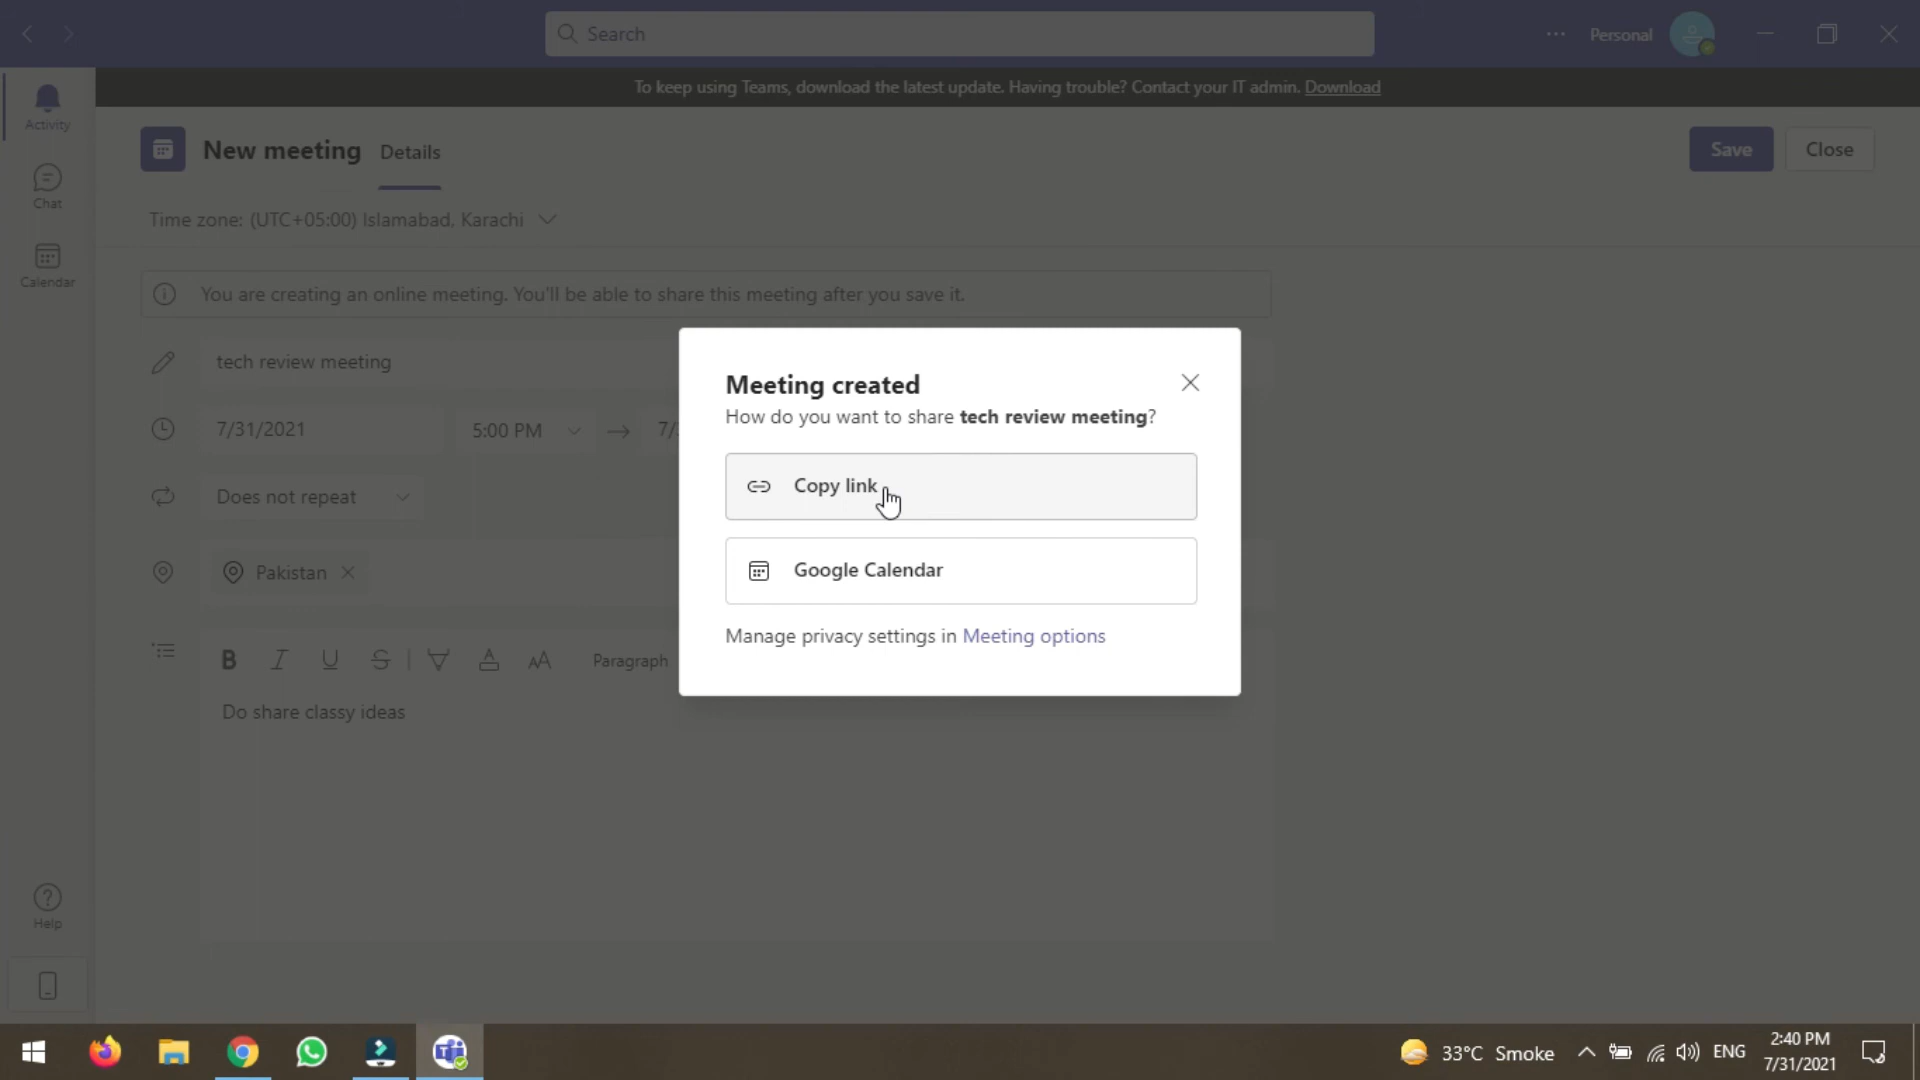 Search
Personal
To keep using Teams, download the latest update. Having trouble? Contact your IT admin. Download
Activity
New meeting Details
Save Close
Chat
Time zone: (UTC+05:00) Islamabad, Karachi
Calendar
You are creating an online meeting. You'll be able to share this meeting after you save it.
tech review meeting
7/31/2021 5:00 PM → 7/
Does not repeat
Pakistan
B I U S A AA Paragraph
Do share classy ideas
Meeting created
How do you want to share tech review meeting?
Copy link
Google Calendar
Manage privacy settings in Meeting options
Help
33°C Smoke
ENG
2:40 PM
7/31/2021